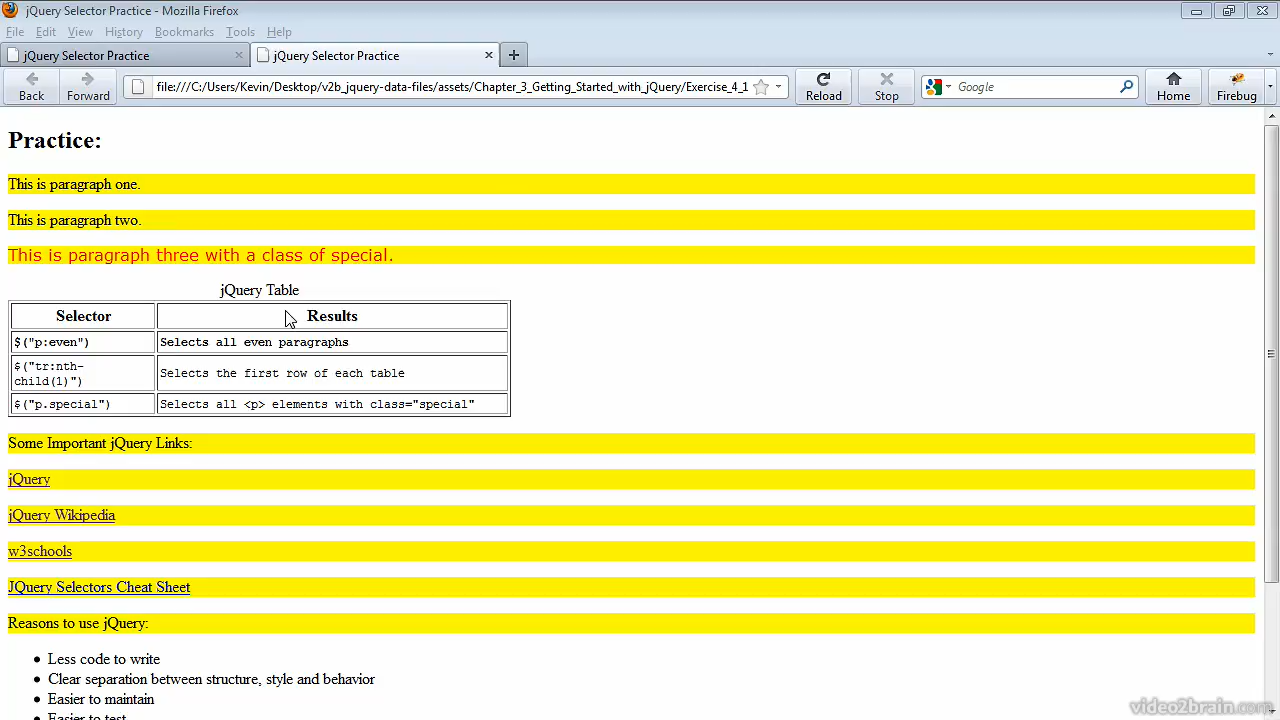 jQuery Selector Practice - Mozilla Firefox
File Edit View History Bookmarks Tools Help
jQuery Selector Practice
jQuery Selector Practice
Back Forward file:///C:/Users/Kevin/Desktop/v2b_jquery-data-files/assets/Chapter_3_Getting_Started_with_jQuery/Exercise_4_1 Reload Stop Google Home Firebug
Practice:
This is paragraph one.
This is paragraph two.
This is paragraph three with a class of special.
jQuery Table
Selector Results
$("p:even") Selects all even paragraphs
$("tr:nth-
child(1)") Selects the first row of each table
$("p.special") Selects all <p> elements with class="special"
Some Important jQuery Links:
jQuery
jQuery Wikipedia
w3schools
JQuery Selectors Cheat Sheet
Reasons to use jQuery:
Less code to write
Clear separation between structure, style and behavior
Easier to maintain
Easier to test
video2brain.com